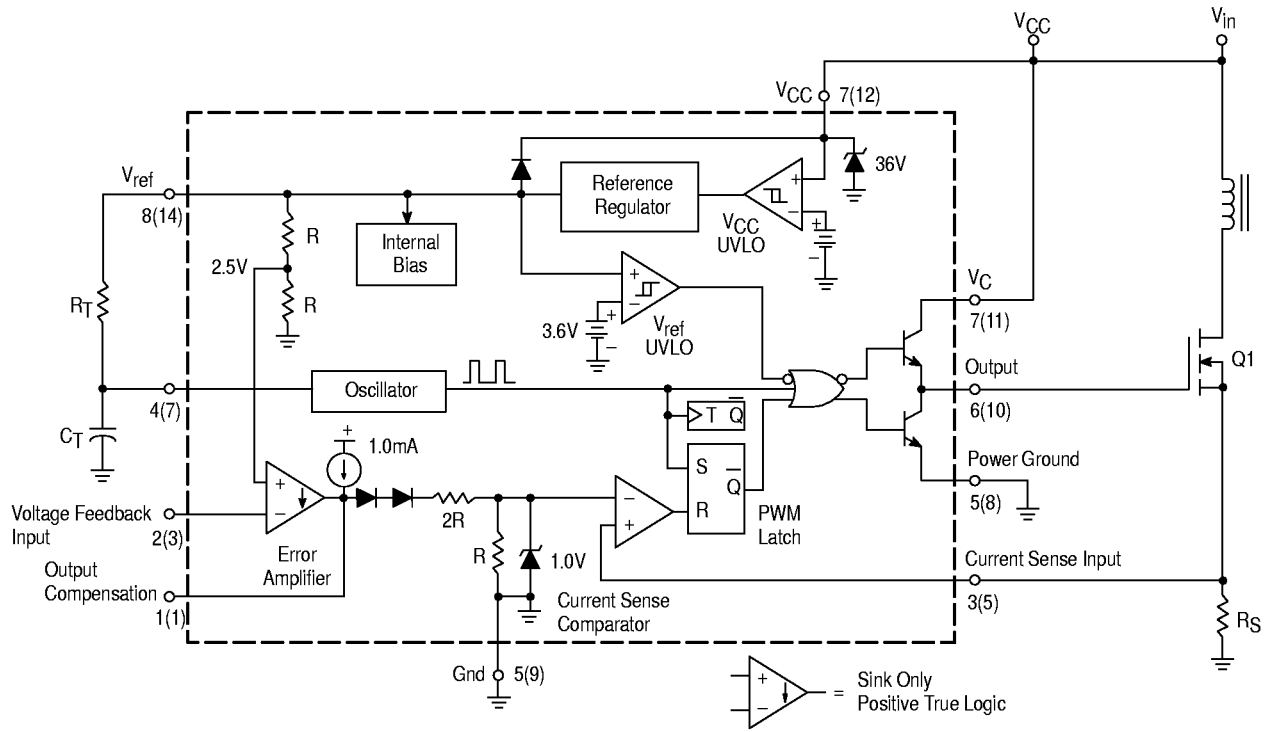 VCC
Vin
VCC
7(12)
36V
Vref
8(14)
Reference
Regulator
+
−
VCC
UVLO
+
−
R
Internal
Bias
2.5V
R
RT
+
−
3.6V
+
−
Vref
UVLO
VC
7(11)
Output
6(10)
Q1
Oscillator
4(7)
CT
T Q̅
+
1.0mA
S
Q̅
R
PWM
Latch
Power Ground
5(8)
+
−
Voltage Feedback
Input
2(3)
Error
Amplifier
2R
R
1.0V
−
+
Output
Compensation
1(1)
Current Sense
Comparator
Current Sense Input
3(5)
RS
Gnd
5(9)
+
−
=
Sink Only
Positive True Logic